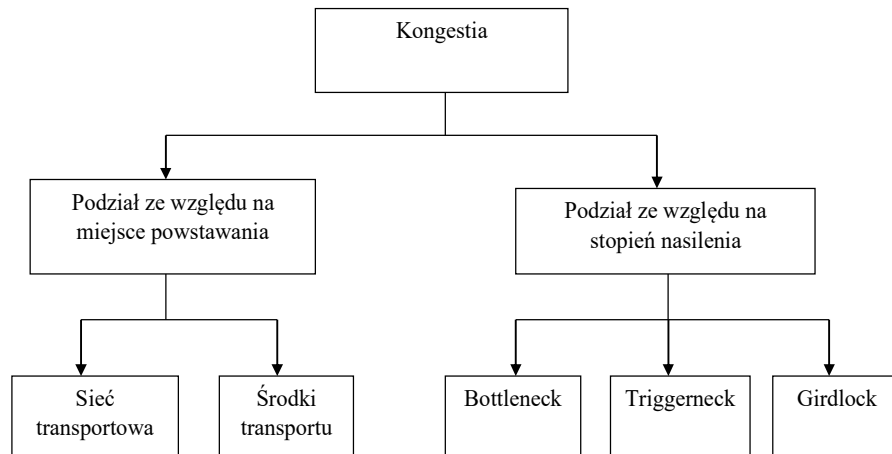 Kongestia
Podział ze względu na
miejsce powstawania
Podział ze względu na
stopień nasilenia
Sieć
transportowa
Środki
transportu
Bottleneck
Triggerneck
Girdlock